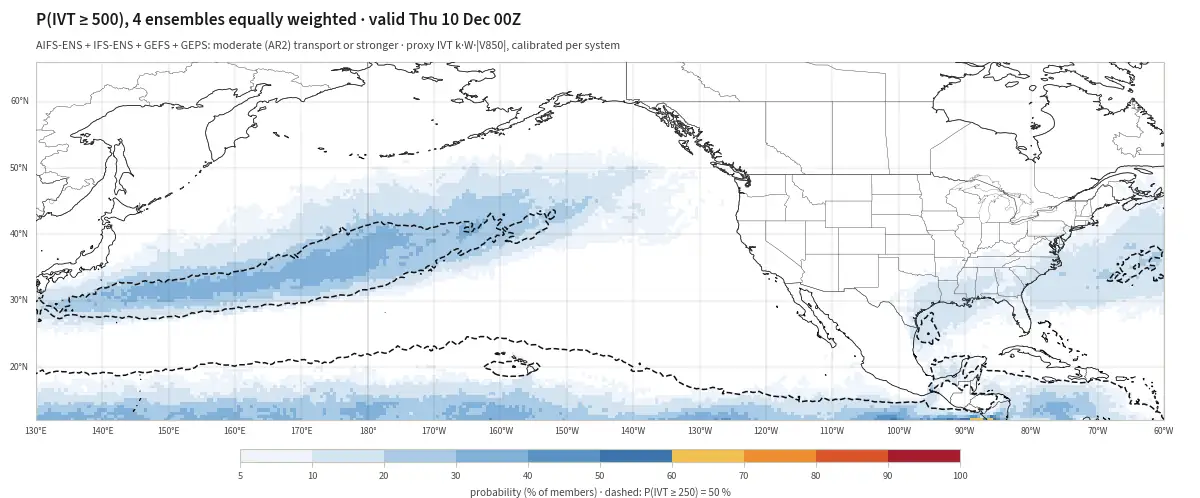 P(IVT ≥ 500), 4 ensembles equally weighted · valid Thu 10 Dec 00Z
AIFS-ENS + IFS-ENS + GEFS + GEPS: moderate (AR2) transport or stronger · proxy IVT k·W·|V850|, calibrated per system
60°N
50°N
40°N
30°N
20°N
130°E 140°E 150°E 160°E 170°E 180° 170°W 160°W 150°W 140°W 130°W 120°W 110°W 100°W 90°W 80°W 70°W 60°W
5 10 20 30 40 50 60 70 80 90 100
probability (% of members) · dashed: P(IVT ≥ 250) = 50 %